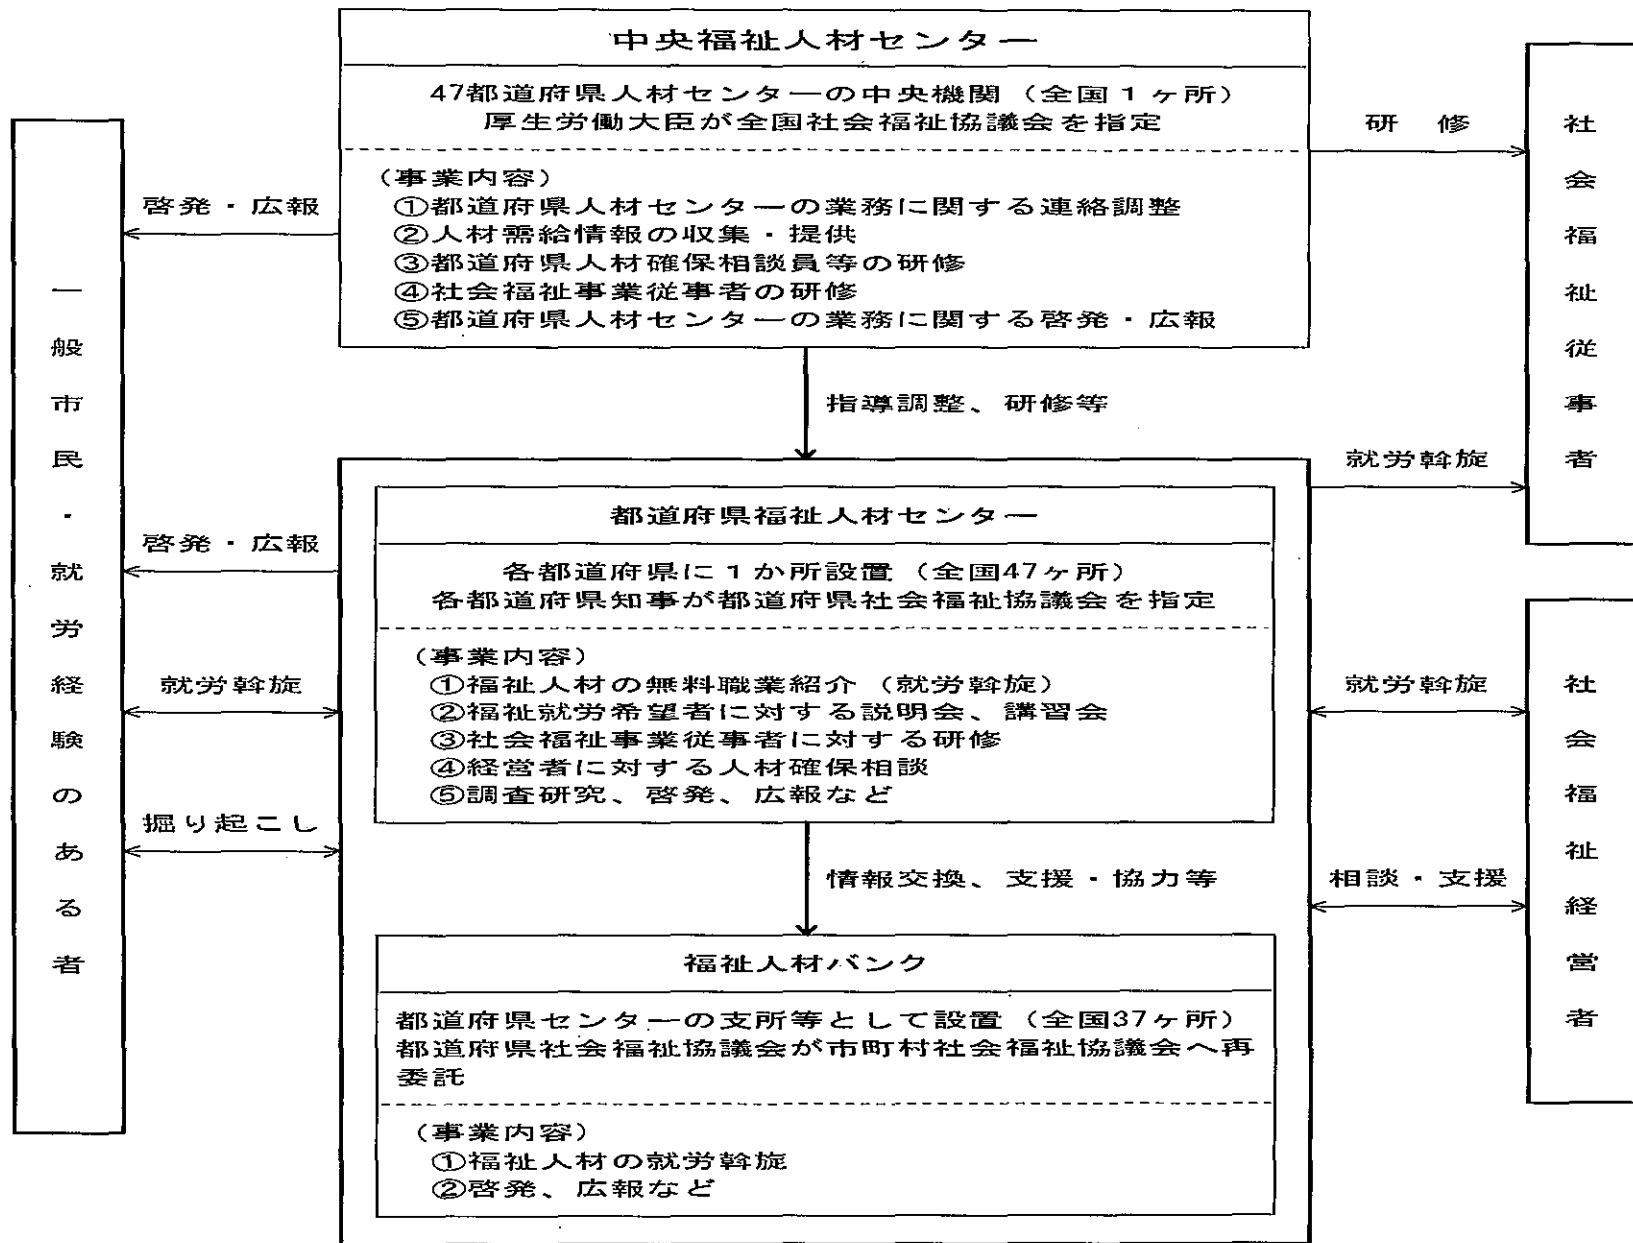 中央福祉人材センター
47都道府県人材センターの中央機関（全国１ヶ所）
厚生労働大臣が全国社会福祉協議会を指定
（事業内容）
①都道府県人材センターの業務に関する連絡調整
②人材需給情報の収集・提供
③都道府県人材確保相談員等の研修
④社会福祉事業従事者の研修
⑤都道府県人材センターの業務に関する啓発・広報
啓発・広報
研　修
社会福祉従事者
一般市民・就労経験のある者
指導調整、研修等
就労斡旋
都道府県福祉人材センター
各都道府県に１か所設置（全国47ヶ所）
各都道府県知事が都道府県社会福祉協議会を指定
（事業内容）
①福祉人材の無料職業紹介（就労斡旋）
②福祉就労希望者に対する説明会、講習会
③社会福祉事業従事者に対する研修
④経営者に対する人材確保相談
⑤調査研究、啓発、広報など
啓発・広報
就労斡旋
掘り起こし
就労斡旋
相談・支援
社会福祉経営者
情報交換、支援・協力等
福祉人材バンク
都道府県センターの支所等として設置（全国37ヶ所）
都道府県社会福祉協議会が市町村社会福祉協議会へ再
委託
（事業内容）
①福祉人材の就労斡旋
②啓発、広報など